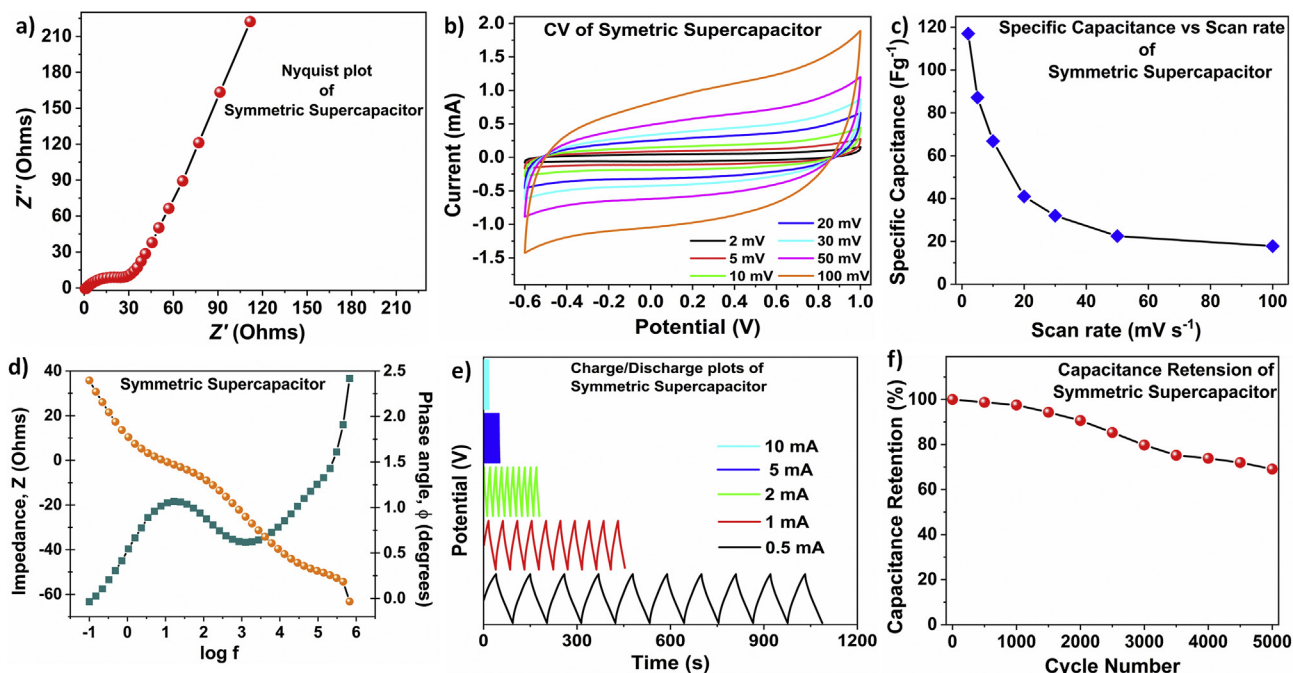 a)
Nyquist plot
of
Symmetric Supercapacitor
Z'' (Ohms)
210
180
150
120
90
60
30
0
0 30 60 90 120 150 180 210
Z' (Ohms)
b)
CV of Symetric Supercapacitor
Current (mA)
2.0
1.5
1.0
0.5
0.0
-0.5
-1.0
-1.5
2 mV
5 mV
10 mV
20 mV
30 mV
50 mV
100 mV
-0.6 -0.4 -0.2 0.0 0.2 0.4 0.6 0.8 1.0
Potential (V)
c)
Specific Capacitance vs Scan rate
of
Symmetric Supercapacitor
Specific Capacitance (Fg-1)
120
100
80
60
40
20
0
0 20 40 60 80 100
Scan rate (mV s-1)
d)
Symmetric Supercapacitor
Impedance, Z (Ohms)
40
20
0
-20
-40
-60
Phase angle, ϕ (degrees)
2.5
2.0
1.5
1.0
0.5
0.0
-1 0 1 2 3 4 5 6
log f
e)
Charge/Discharge plots of
Symmetric Supercapacitor
Potential (V)
10 mA
5 mA
2 mA
1 mA
0.5 mA
0 300 600 900 1200
Time (s)
f)
Capacitance Retension of
Symmetric Supercapacitor
Capacitance Retention (%)
100
80
60
40
20
0
0 1000 2000 3000 4000 5000
Cycle Number